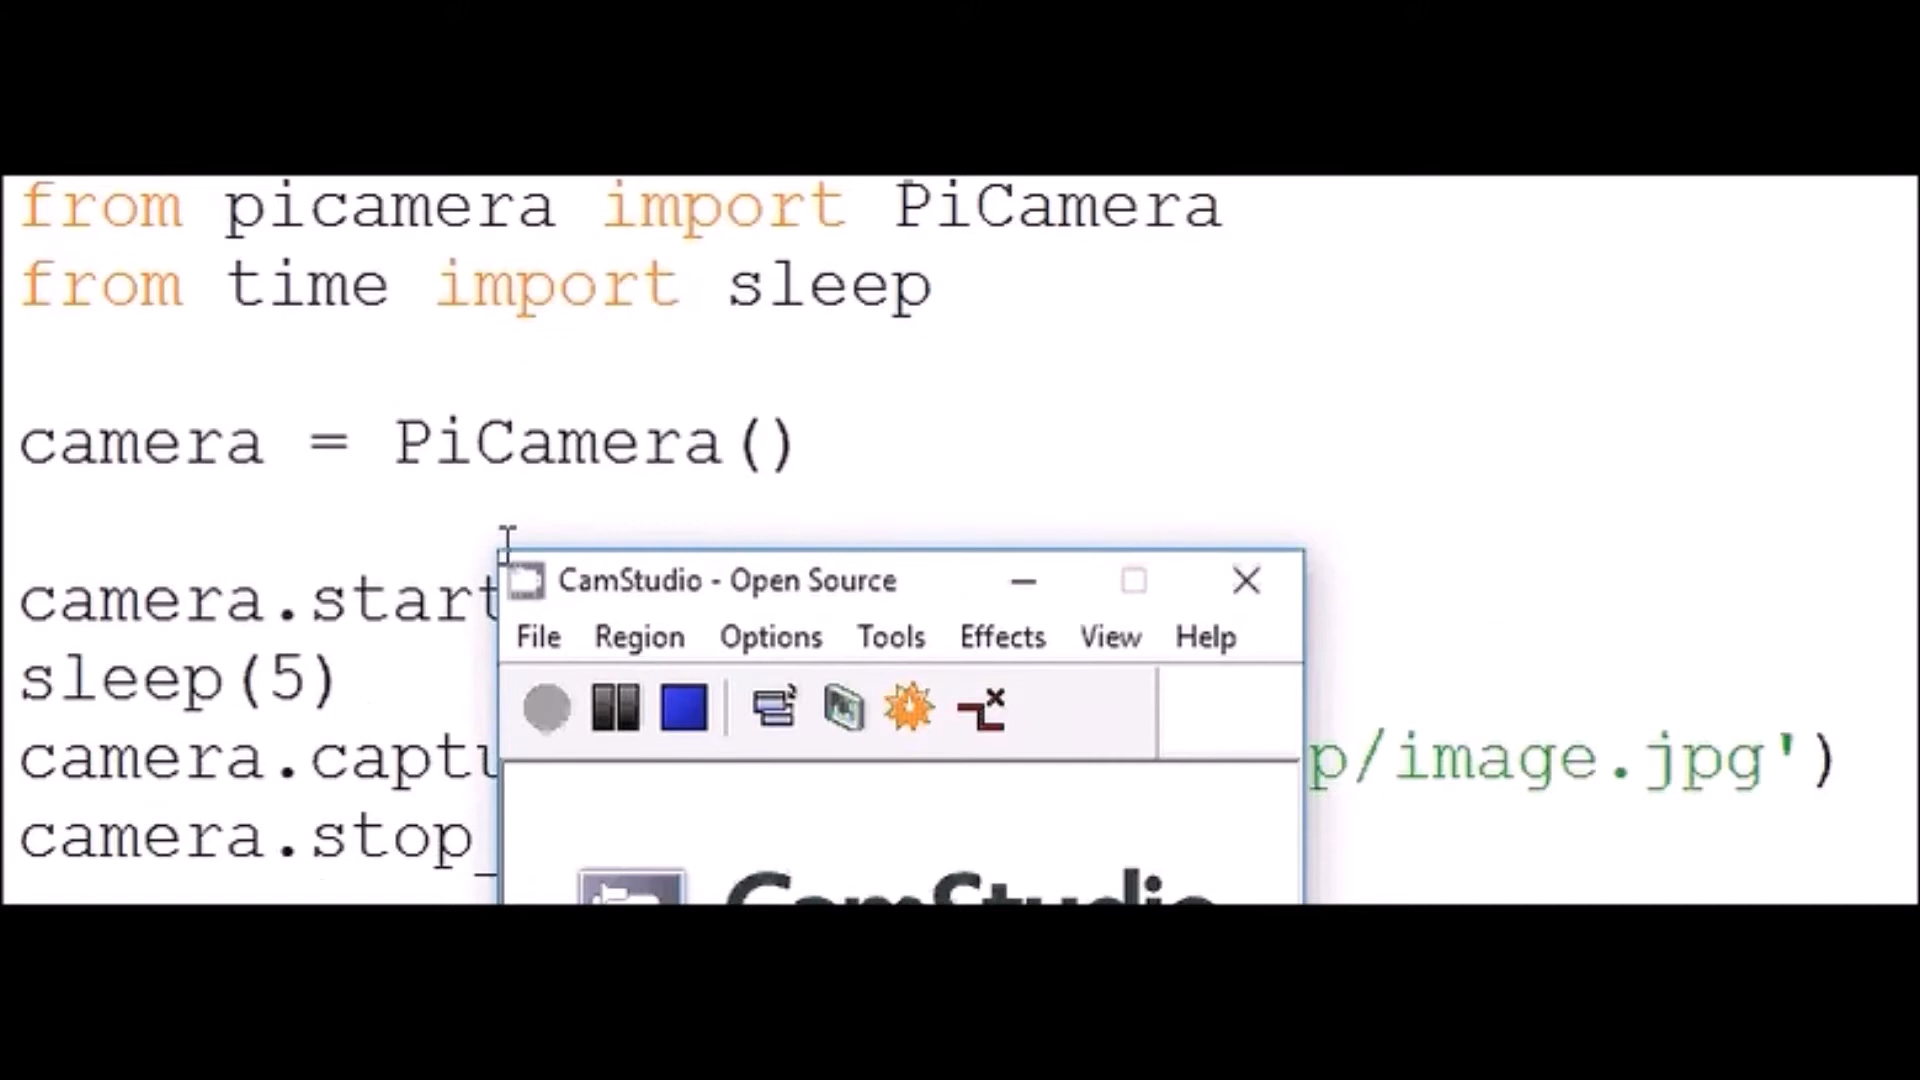 from picamera import PiCamera
from time import sleep
camera = PiCamera()
camera.start
sleep(5)
camera.captu p/image.jpg')
camera.stop_
CamStudio - Open Source
File Region Options Tools Effects View Help
CamStudio